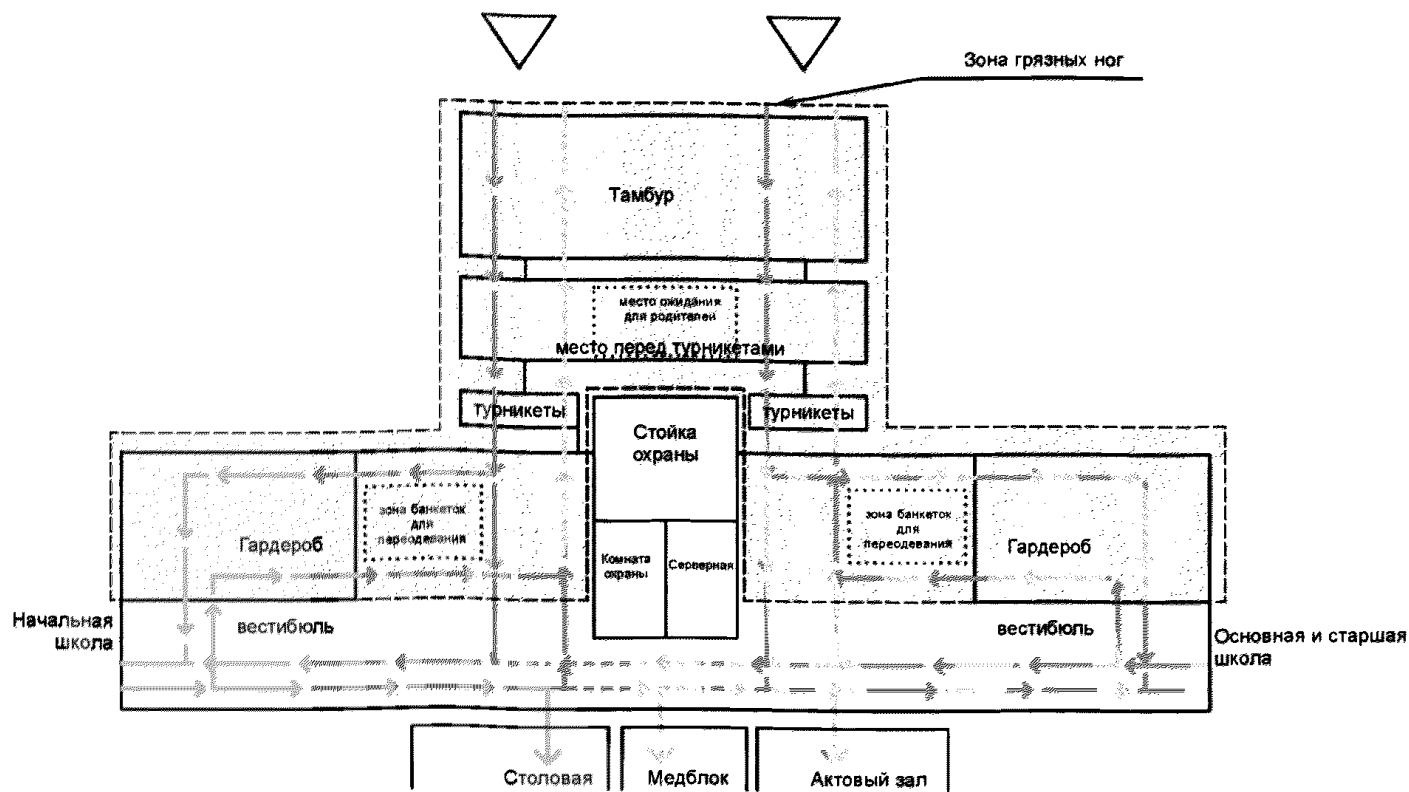 Зона грязных ног
Тамбур
место ожидания
для родителей
место перед турникетами
турникеты
турникеты
Стойка
охраны
зона банкеток
для
переодевания
зона банкеток
для
переодевания
Гардероб
Гардероб
Комната
охраны
Серверная
Начальная
школа
вестибюль
вестибюль
Основная и старшая
школа
Столовая
Медблок
Актовый зал